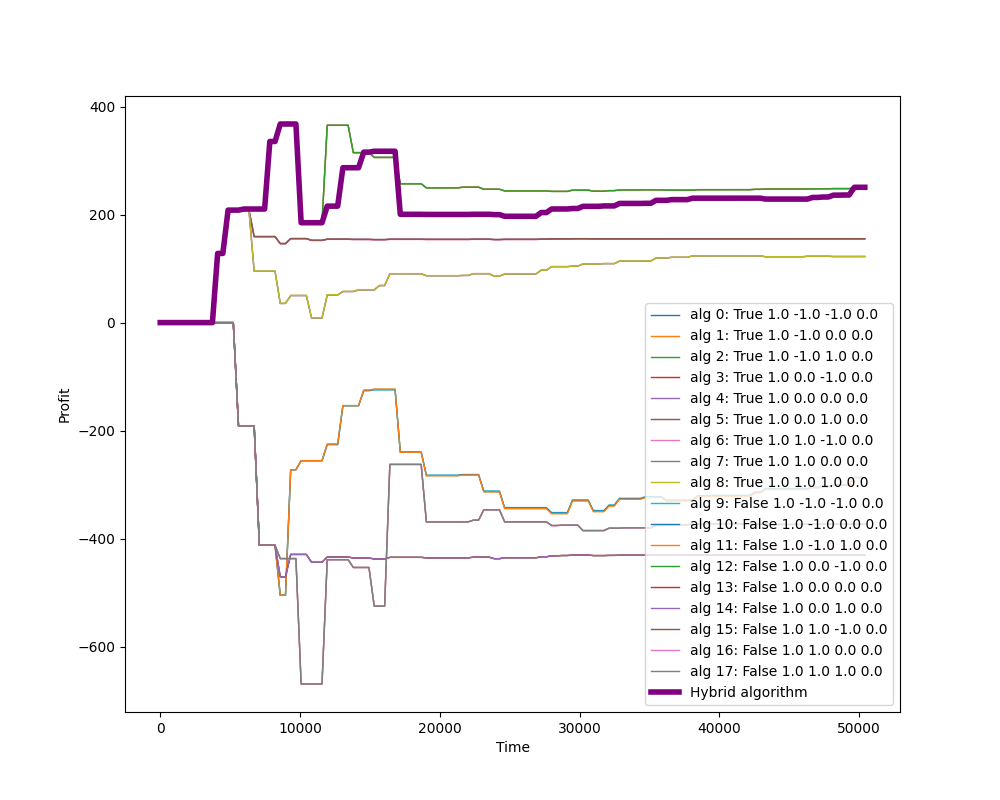 400
200
0
−200
−400
−600
Profit
0
10000
20000
30000
40000
50000
Time
alg 0: True 1.0 -1.0 -1.0 0.0
alg 1: True 1.0 -1.0 0.0 0.0
alg 2: True 1.0 -1.0 1.0 0.0
alg 3: True 1.0 0.0 -1.0 0.0
alg 4: True 1.0 0.0 0.0 0.0
alg 5: True 1.0 0.0 1.0 0.0
alg 6: True 1.0 1.0 -1.0 0.0
alg 7: True 1.0 1.0 0.0 0.0
alg 8: True 1.0 1.0 1.0 0.0
alg 9: False 1.0 -1.0 -1.0 0.0
alg 10: False 1.0 -1.0 0.0 0.0
alg 11: False 1.0 -1.0 1.0 0.0
alg 12: False 1.0 0.0 -1.0 0.0
alg 13: False 1.0 0.0 0.0 0.0
alg 14: False 1.0 0.0 1.0 0.0
alg 15: False 1.0 1.0 -1.0 0.0
alg 16: False 1.0 1.0 0.0 0.0
alg 17: False 1.0 1.0 1.0 0.0
Hybrid algorithm